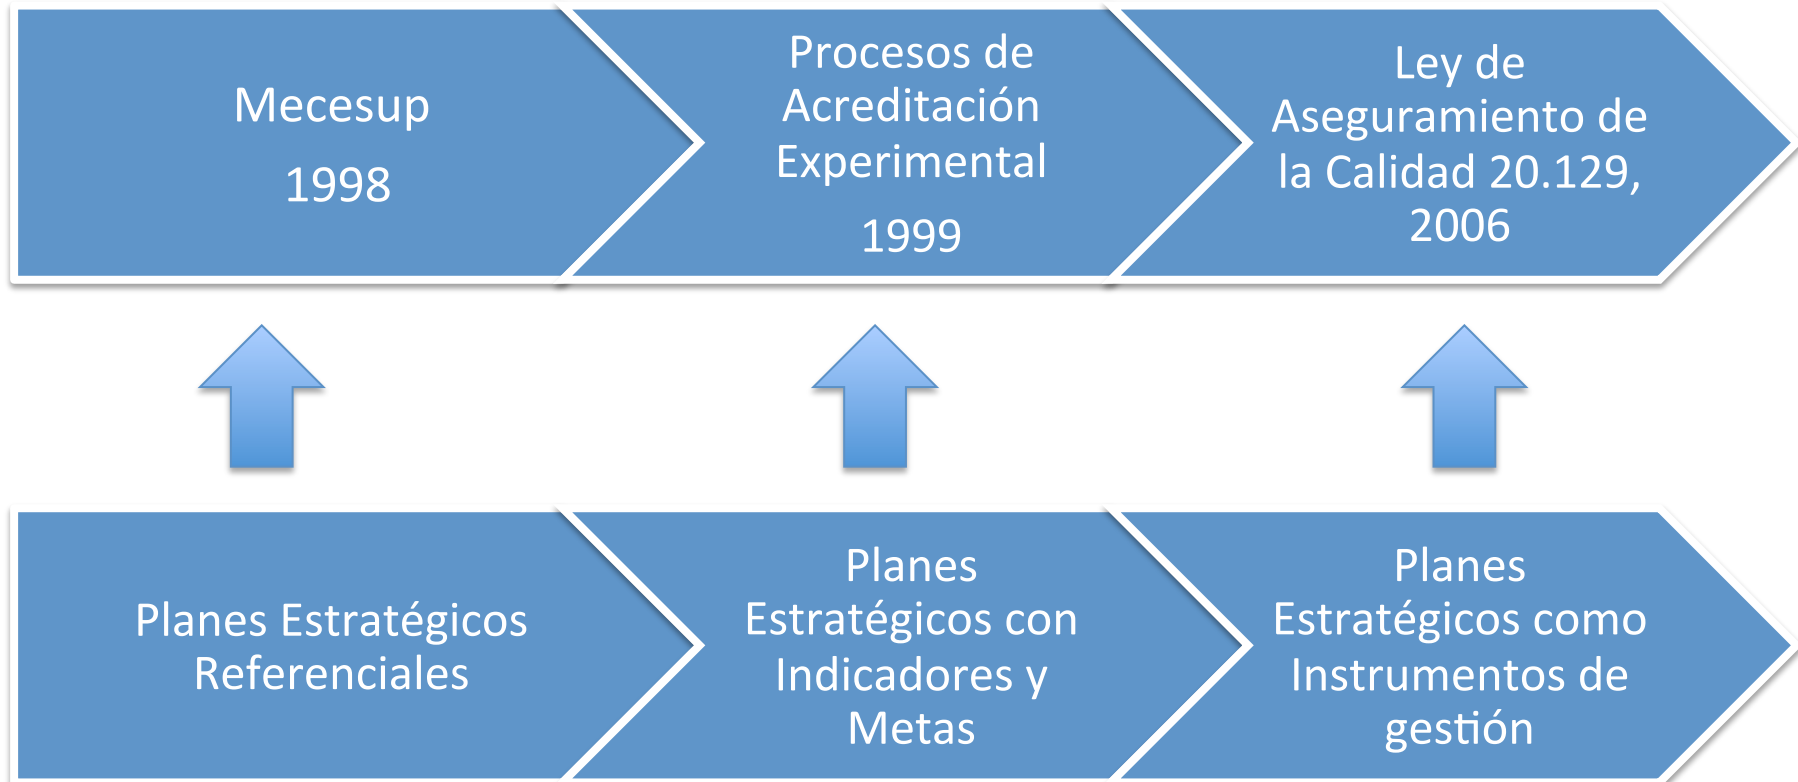 Mecesup
1998
Procesos de
Acreditación
Experimental
1999
Ley de
Aseguramiento de
la Calidad 20.129,
2006
Planes Estratégicos
Referenciales
Planes
Estratégicos con
Indicadores y
Metas
Planes
Estratégicos como
Instrumentos de
gestión